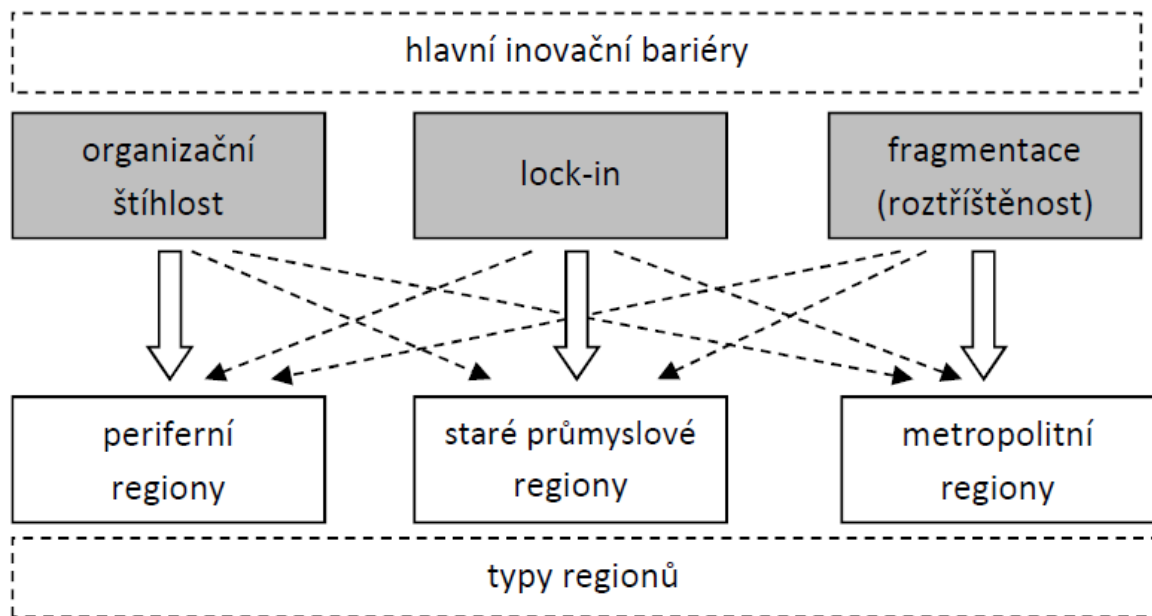 hlavní inovační bariéry
organizační
štíhlost
lock-in
fragmentace
(roztříštěnost)
periferní
regiony
staré průmyslové
regiony
metropolitní
regiony
typy regionů